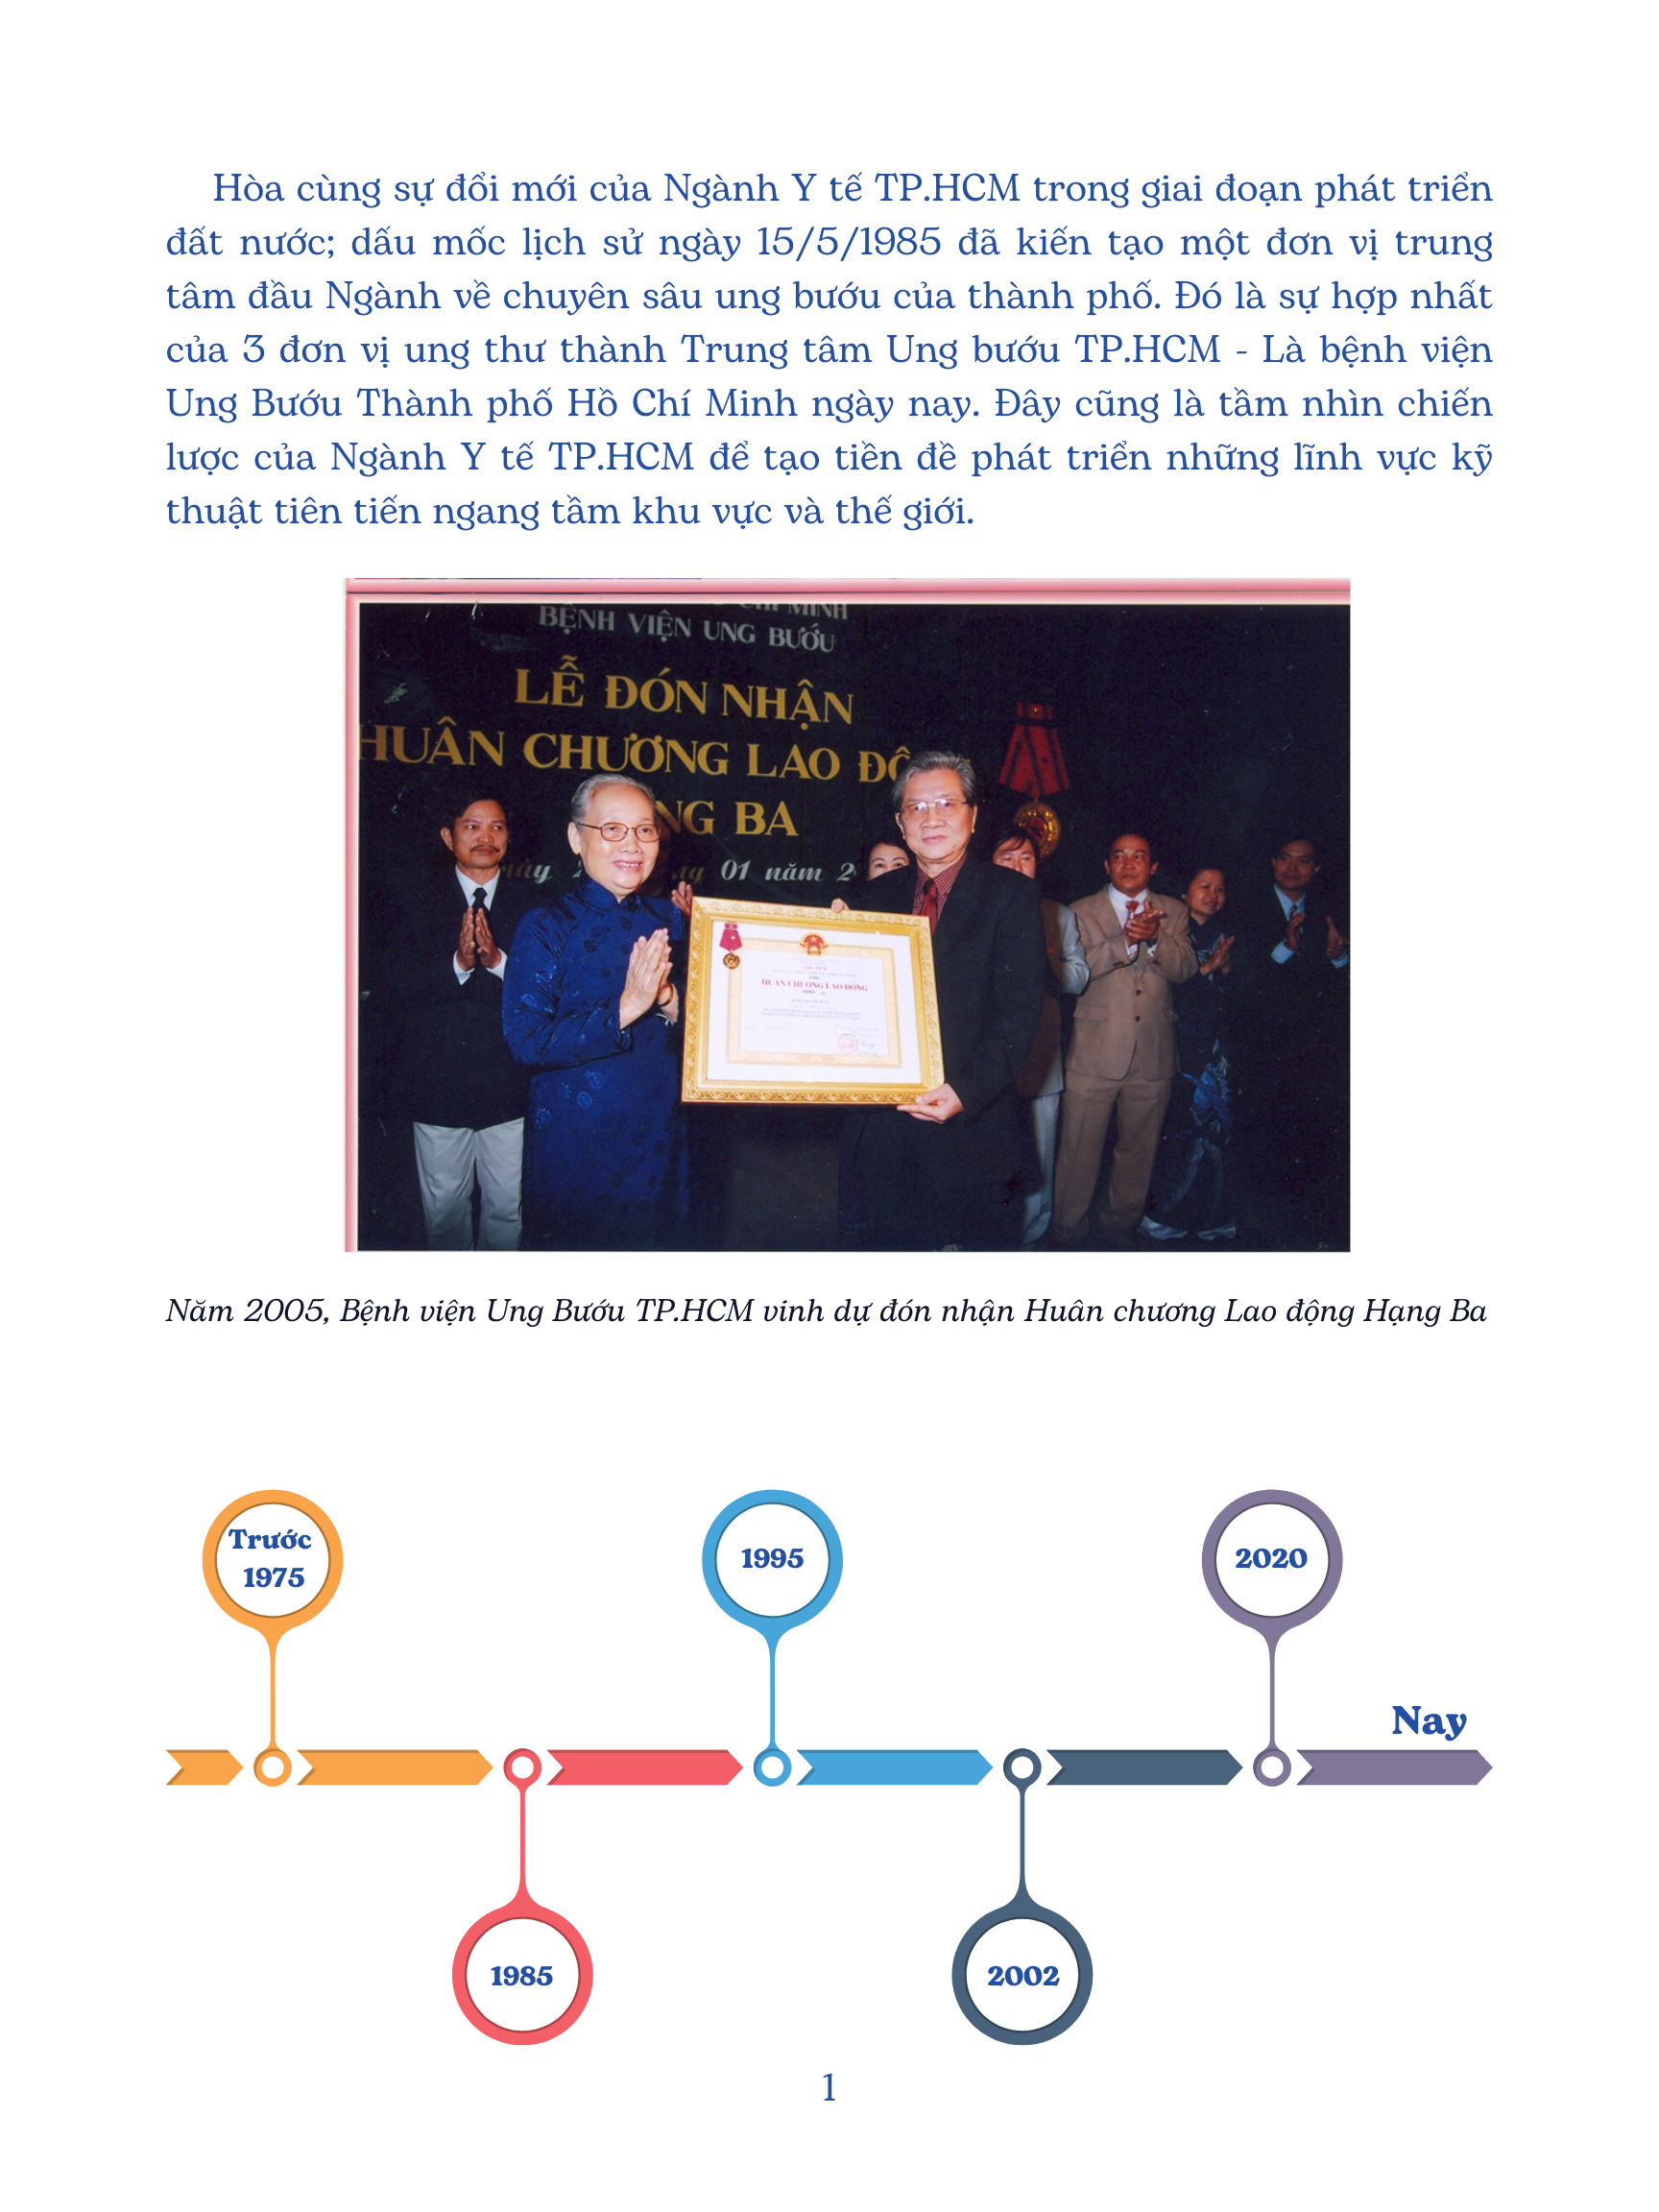 Hòa cùng sự đổi mới của Ngành Y tế TP.HCM trong giai đoạn phát triển
đất nước; dấu mốc lịch sử ngày 15/5/1985 đã kiến tạo một đơn vị trung
tâm đầu Ngành về chuyên sâu ung bướu của thành phố. Đó là sự hợp nhất
của 3 đơn vị ung thư thành Trung tâm Ung bướu TP.HCM - Là bệnh viện
Ung Bướu Thành phố Hồ Chí Minh ngày nay. Đây cũng là tầm nhìn chiến
lược của Ngành Y tế TP.HCM để tạo tiền đề phát triển những lĩnh vực kỹ
thuật tiên tiến ngang tầm khu vực và thế giới.
CHÍ MINH
BỆNH VIỆN UNG BƯỚU
LỄ ĐÓN NHẬN
HUÂN CHƯƠNG LAO ĐỘ
NG BA
01 năm 2
HUÂN CHƯƠNG LAO ĐỘNG
Năm 2005, Bệnh viện Ung Bướu TP.HCM vinh dự đón nhận Huân chương Lao động Hạng Ba
Trước
1975
1995
2020
Nay
1985
2002
1